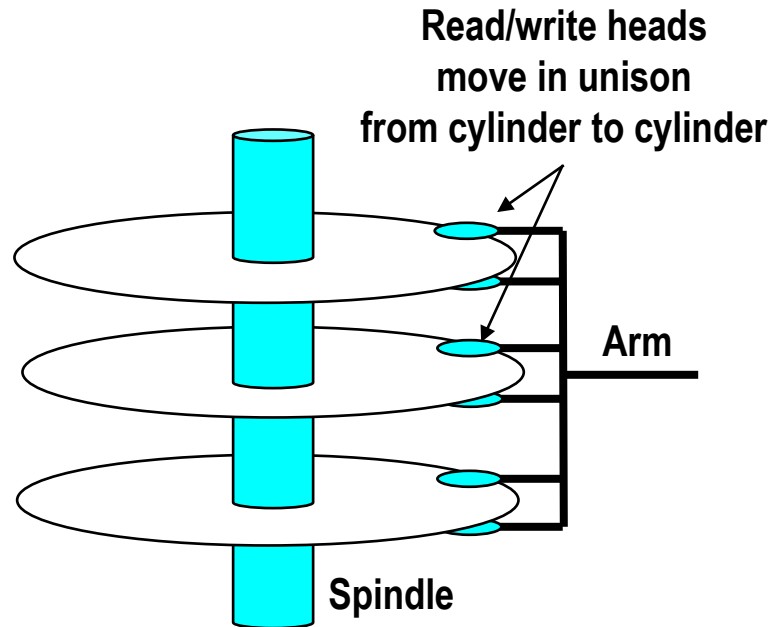 Read/write heads
move in unison
from cylinder to cylinder
Arm
Spindle